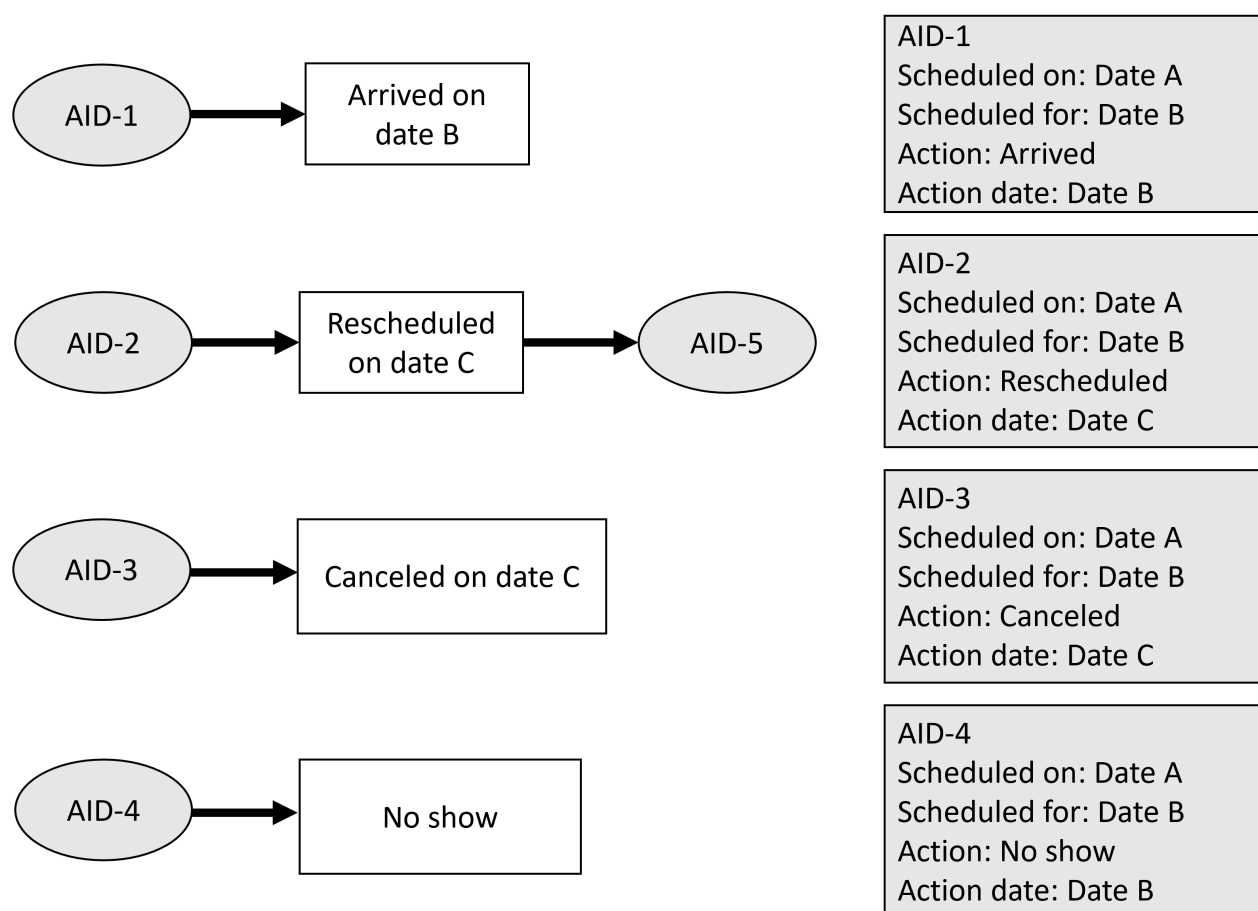 AID-1
Arrived on
date B
AID-1
Scheduled on: Date A
Scheduled for: Date B
Action: Arrived
Action date: Date B
AID-2
Rescheduled
on date C
AID-5
AID-2
Scheduled on: Date A
Scheduled for: Date B
Action: Rescheduled
Action date: Date C
AID-3
Canceled on date C
AID-3
Scheduled on: Date A
Scheduled for: Date B
Action: Canceled
Action date: Date C
AID-4
No show
AID-4
Scheduled on: Date A
Scheduled for: Date B
Action: No show
Action date: Date B